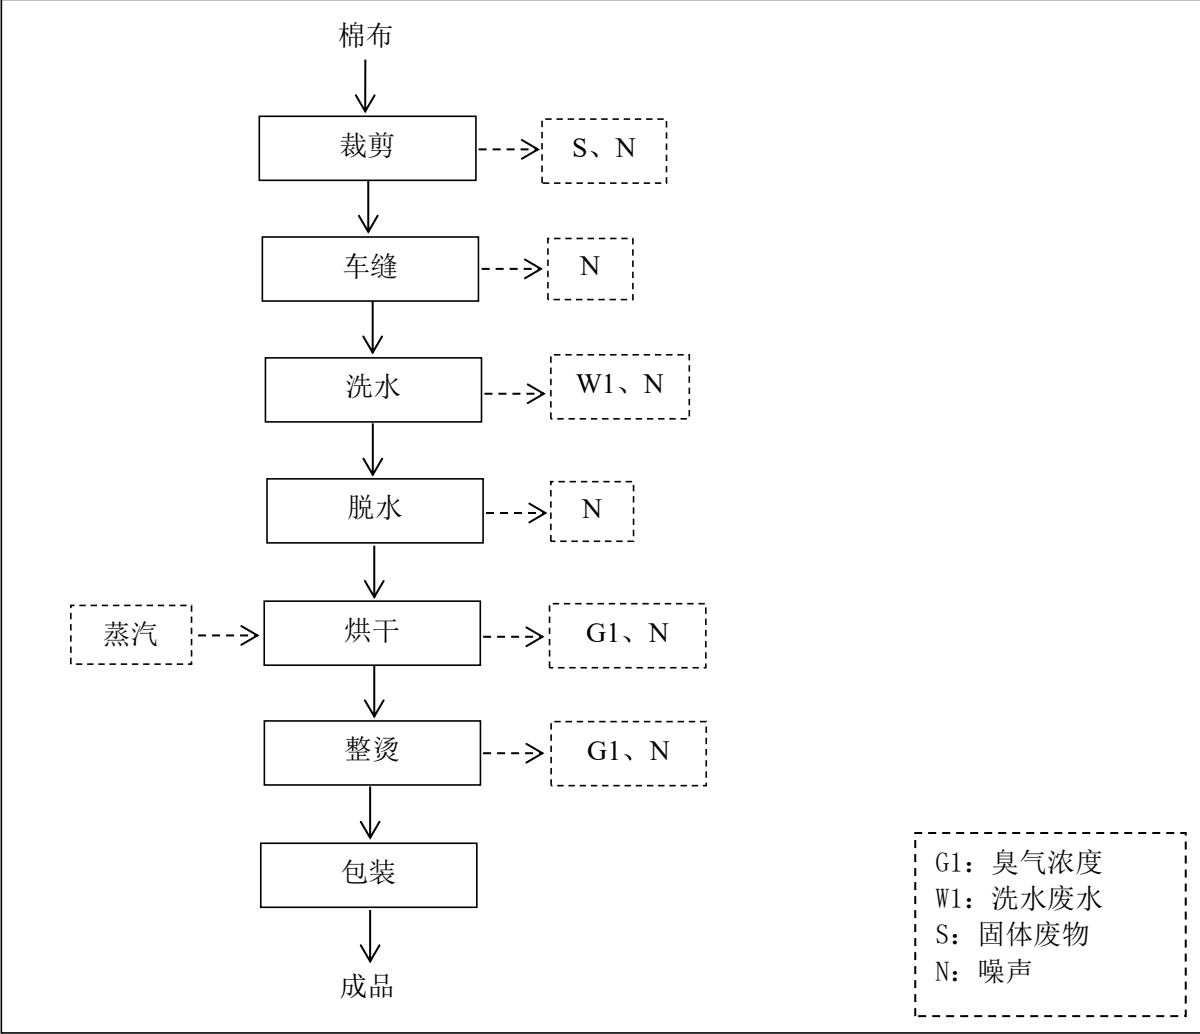 棉布
裁剪
S、N
车缝
N
洗水
W1、N
脱水
N
蒸汽
烘干
G1、N
整烫
G1、N
包装
成品
G1：臭气浓度
W1：洗水废水
S：固体废物
N：噪声